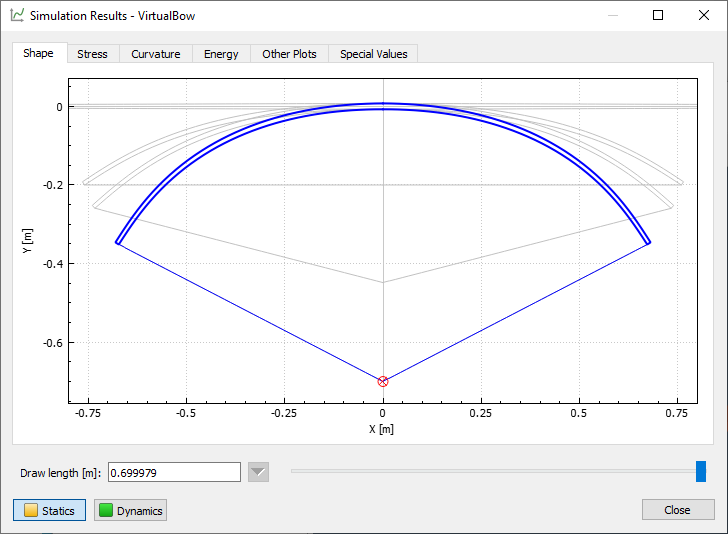 Simulation Results - VirtualBow
Shape Stress Curvature Energy Other Plots Special Values
0
-0.2
-0.4
-0.6
Y [m]
-0.75 -0.5 -0.25 0 0.25 0.5 0.75
X [m]
Draw length [m]: 0.699979
Statics Dynamics Close